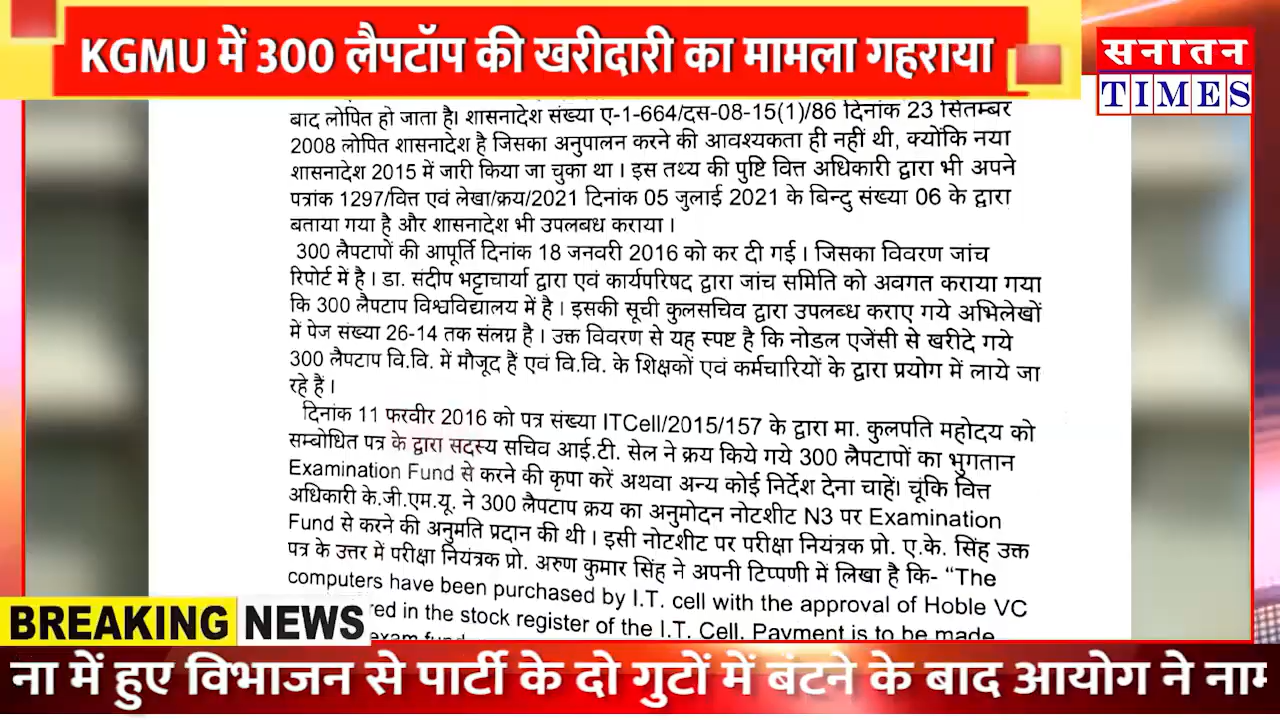 KGMU में 300 लैपटॉप की खरीदारी का मामला गहराया
सनातन
TIMES
बाद लोपित हो जाता है। शासनादेश संख्या ए-1-664/दस-08-15(1)/86 दिनांक 23 सितम्बर
2008 लोपित शासनादेश है जिसका अनुपालन करने की आवश्यकता ही नहीं थी, क्योंकि नया
शासनादेश 2015 में जारी किया जा चुका था । इस तथ्य की पुष्टि वित्त अधिकारी द्वारा भी अपने
पत्रांक 1297/वित्त एवं लेखा/क्रय/2021 दिनांक 05 जुलाई 2021 के बिन्दु संख्या 06 के द्वारा
बताया गया है और शासनादेश भी उपलबध कराया ।
300 लैपटापों की आपूर्ति दिनांक 18 जनवरी 2016 को कर दी गई । जिसका विवरण जांच
रिपोर्ट में है । डा. संदीप भट्टाचार्या द्वारा एवं कार्यपरिषद द्वारा जांच समिति को अवगत कराया गया
कि 300 लैपटाप विश्वविद्यालय में है । इसकी सूची कुलसचिव द्वारा उपलब्ध कराए गये अभिलेखों
में पेज संख्या 26-14 तक संलग्न है । उक्त विवरण से यह स्पष्ट है कि नोडल एजेंसी से खरीदे गये
300 लैपटाप वि.वि. में मौजूद हैं एवं वि.वि. के शिक्षकों एवं कर्मचारियों के द्वारा प्रयोग में लाये जा
रहे हैं ।
दिनांक 11 फरवीर 2016 को पत्र संख्या ITCell/2015/157 के द्वारा मा. कुलपति महोदय को
सम्बोधित पत्र के द्वारा सदस्य सचिव आई.टी. सेल ने क्रय किये गये 300 लैपटापों का भुगतान
Examination Fund से करने की कृपा करें अथवा अन्य कोई निर्देश देना चाहें। चूंकि वित्त
अधिकारी के.जी.एम.यू. ने 300 लैपटाप क्रय का अनुमोदन नोटशीट N3 पर Examination
Fund से करने की अनुमति प्रदान की थी । इसी नोटशीट पर परीक्षा नियंत्रक प्रो. ए.के. सिंह उक्त
पत्र के उत्तर में परीक्षा नियंत्रक प्रो. अरुण कुमार सिंह ने अपनी टिप्पणी में लिखा है कि- “The
computers have been purchased by I.T. cell with the approval of Hoble VC
in the stock register of the I.T. Cell. Payment is to be made
BREAKING NEWS
ना में हुए विभाजन से पार्टी के दो गुटों में बंटने के बाद आयोग ने